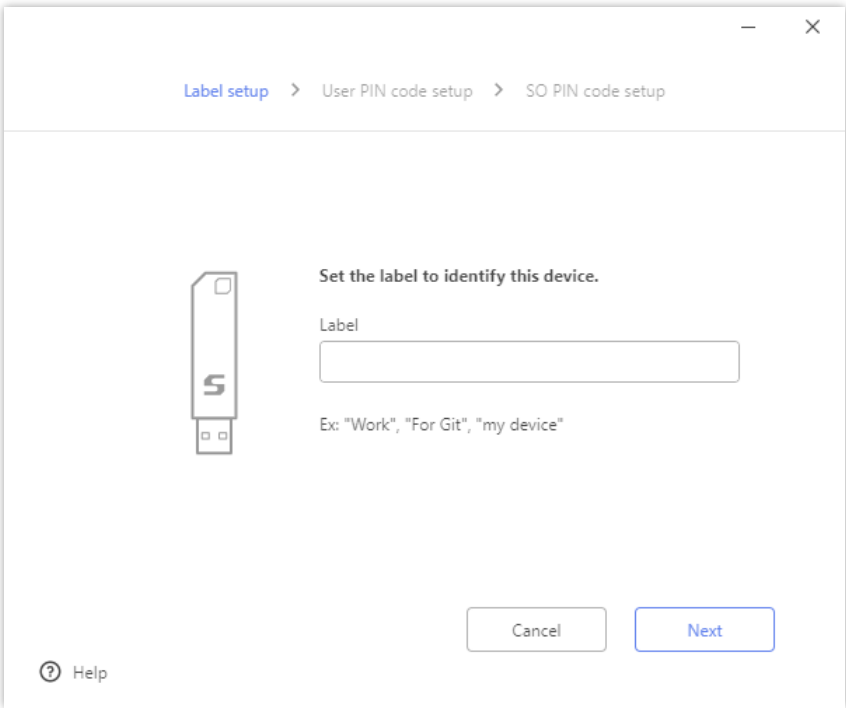 Label setup > User PIN code setup > SO PIN code setup
Set the label to identify this device.
Label
Ex: "Work", "For Git", "my device"
Cancel Next
? Help